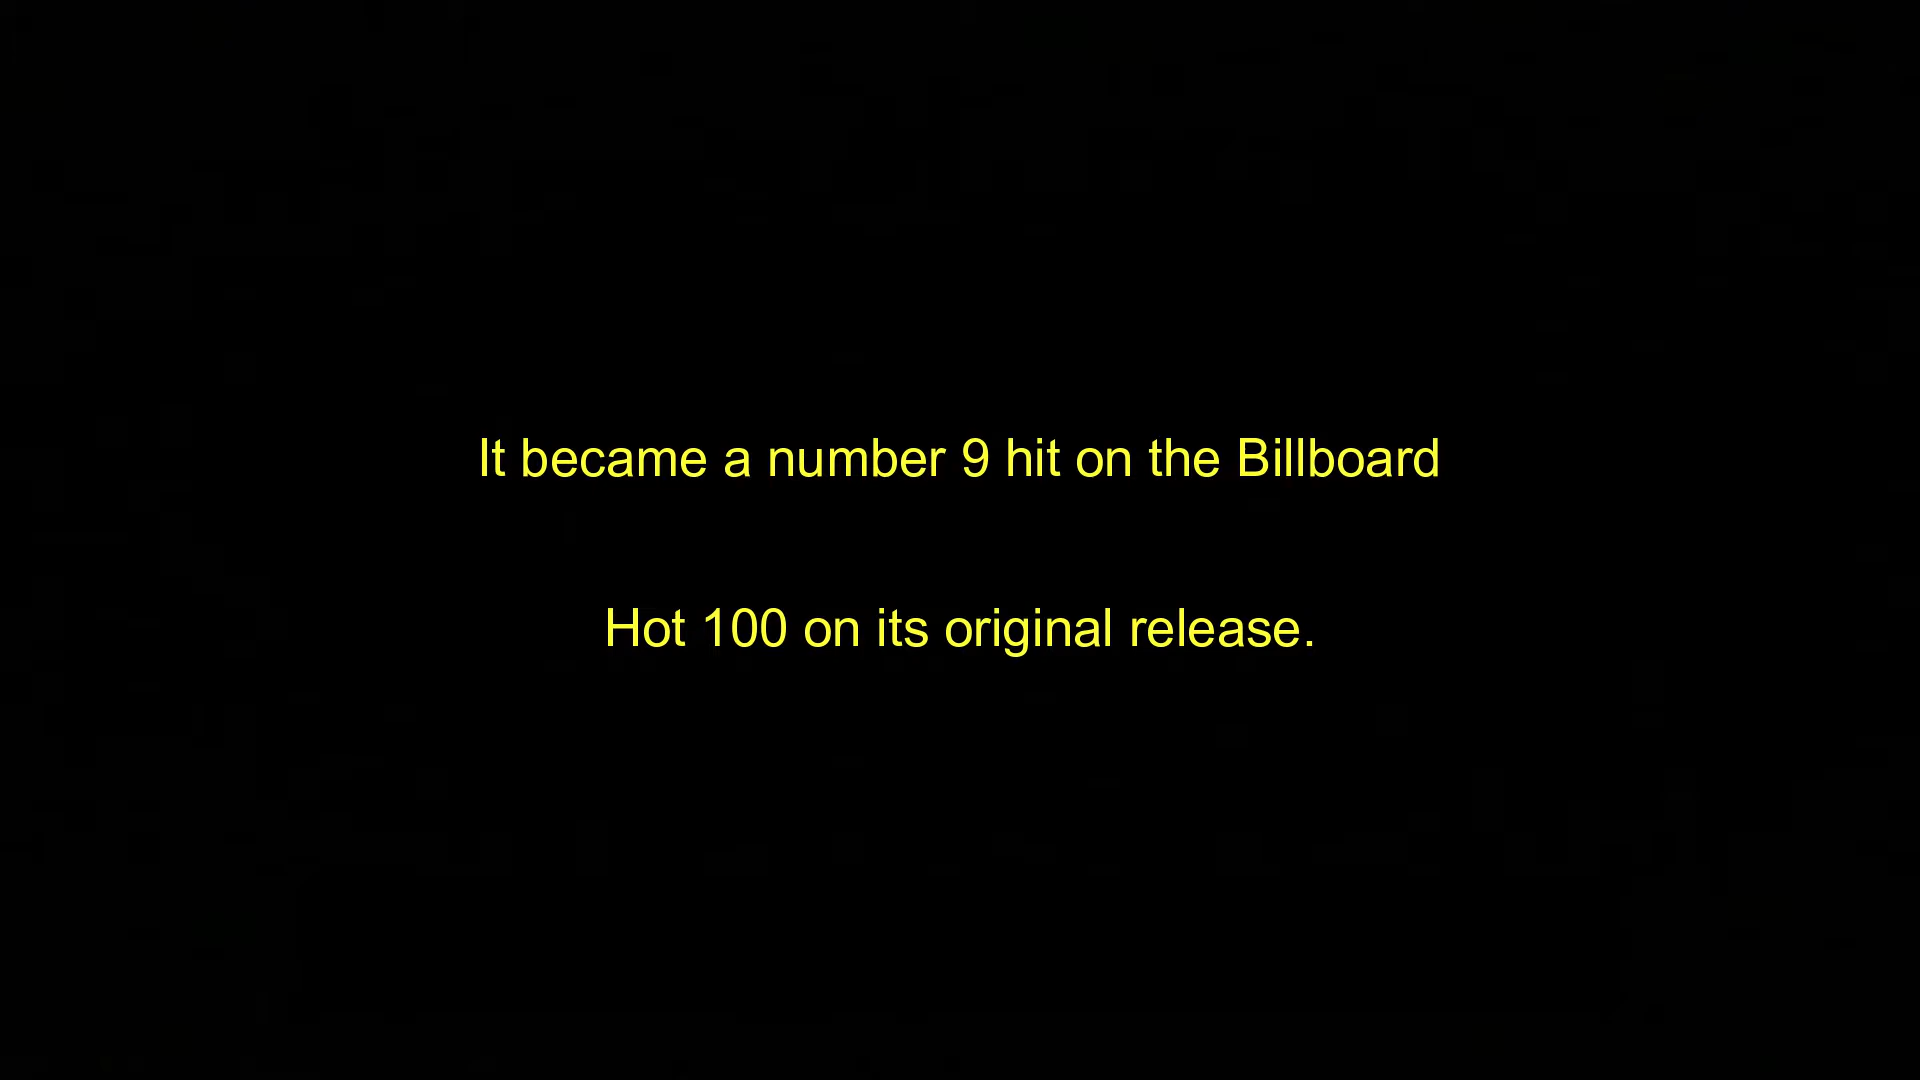 It became a number 9 hit on the Billboard
Hot 100 on its original release.